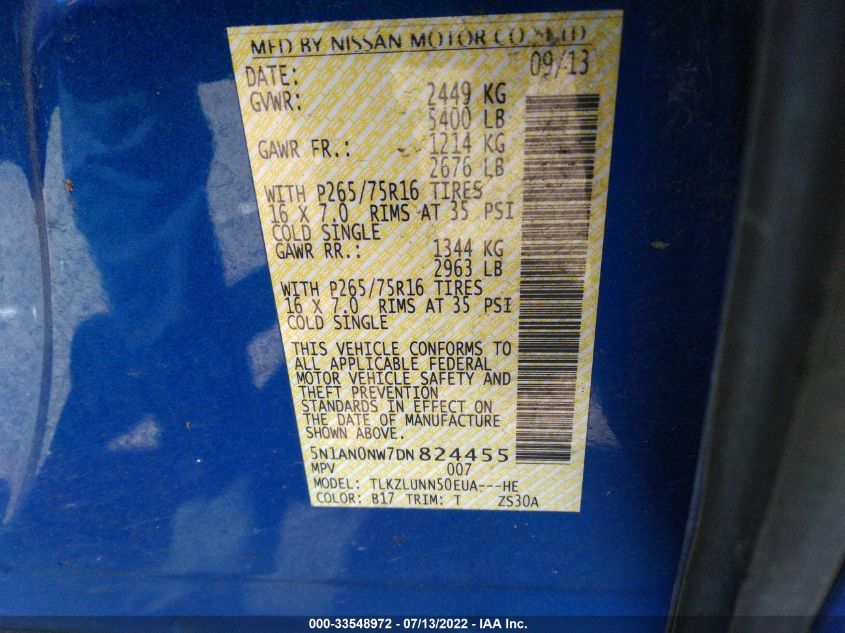 MFD BY NISSAN MOTOR CO., LTD.
DATE: 09/13
GVWR: 2449 KG
5400 LB
GAWR FR.: 1214 KG
2676 LB
WITH P265/75R16 TIRES
16 X 7.0 RIMS AT 35 PSI
COLD SINGLE
GAWR RR.: 1344 KG
2963 LB
WITH P265/75R16 TIRES
16 X 7.0 RIMS AT 35 PSI
COLD SINGLE
THIS VEHICLE CONFORMS TO
ALL APPLICABLE FEDERAL
MOTOR VEHICLE SAFETY AND
THEFT PREVENTION
STANDARDS IN EFFECT ON
THE DATE OF MANUFACTURE
SHOWN ABOVE.
5N1AN0NW7DN 824455
MPV 007
MODEL: TLKZLUNN50EUA---HE
COLOR: B17 TRIM: T ZS30A
000-33548972 - 07/13/2022 - IAA Inc.